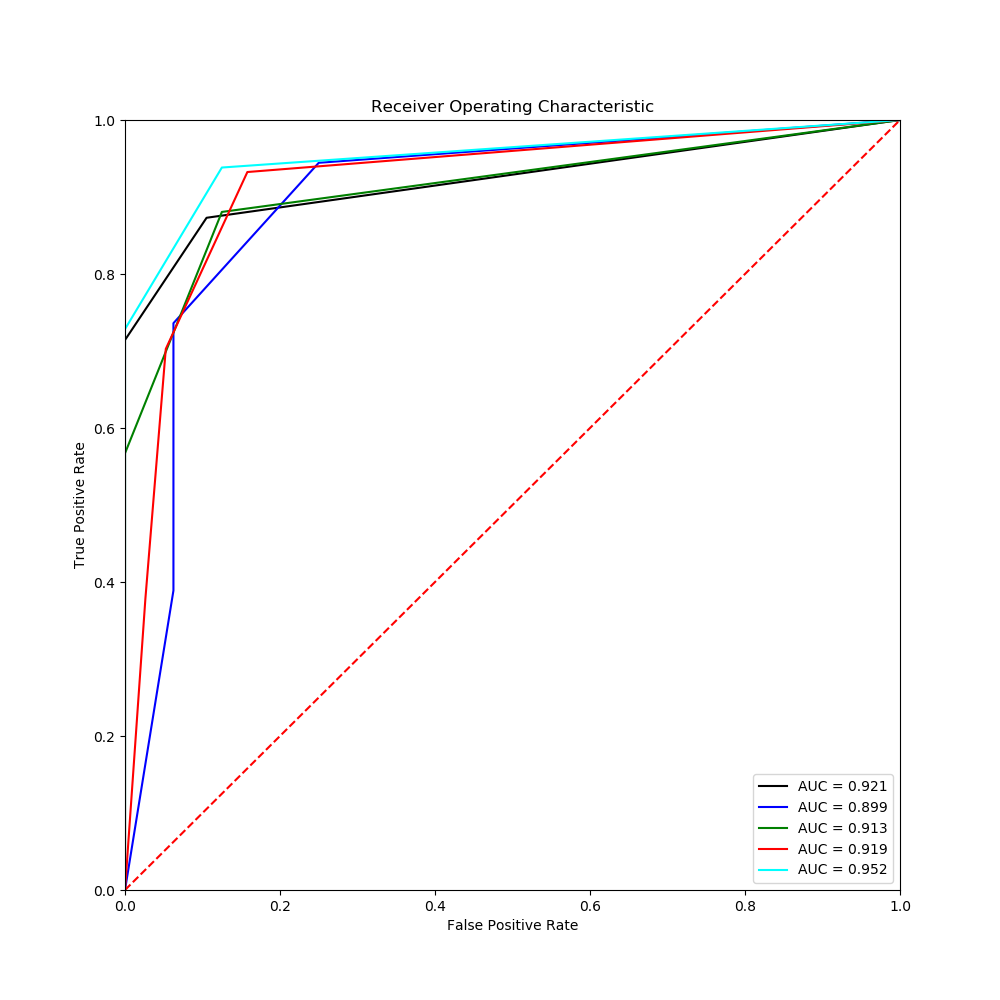 Receiver Operating Characteristic
1.0
0.8
0.6
0.4
0.2
0.0
True Positive Rate
0.0 0.2 0.4 0.6 0.8 1.0
False Positive Rate
AUC = 0.921
AUC = 0.899
AUC = 0.913
AUC = 0.919
AUC = 0.952